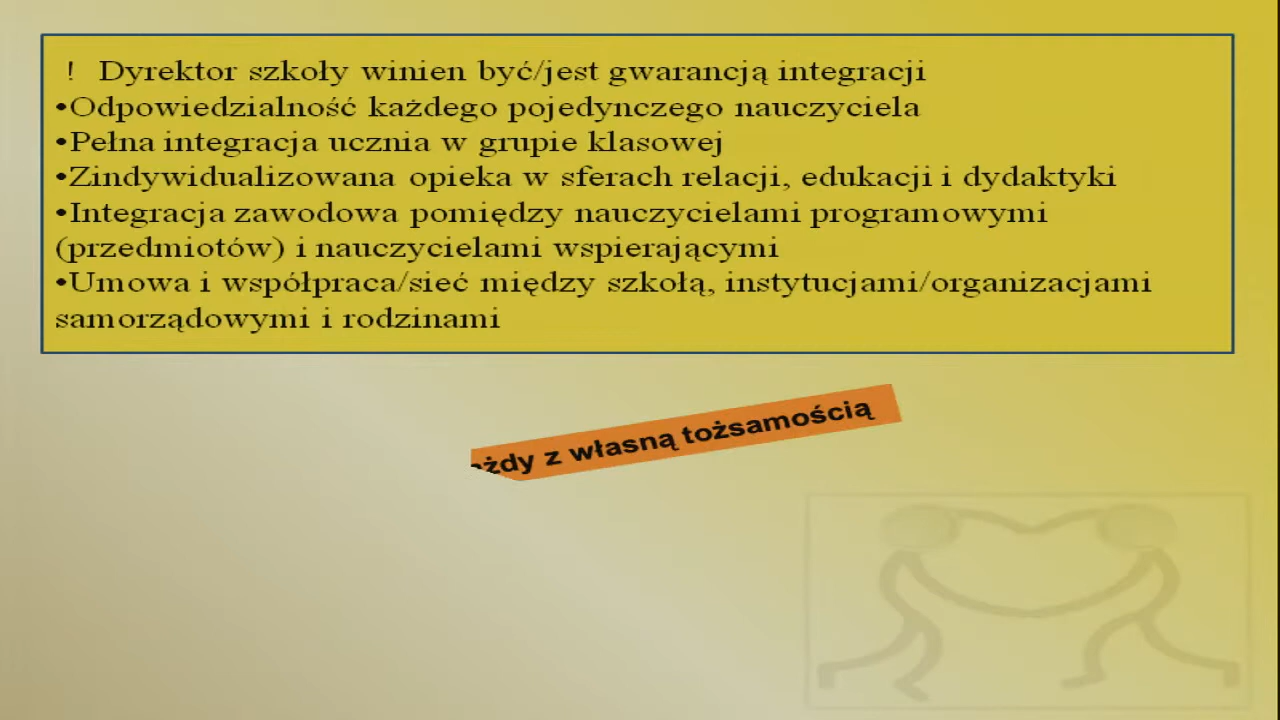 ! Dyrektor szkoły winien być/jest gwarancją integracji
•Odpowiedzialność każdego pojedynczego nauczyciela
•Pełna integracja ucznia w grupie klasowej
•Zindywidualizowana opieka w sferach relacji, edukacji i dydaktyki
•Integracja zawodowa pomiędzy nauczycielami programowymi
(przedmiotów) i nauczycielami wspierającymi
•Umowa i współpraca/sieć między szkołą, instytucjami/organizacjami
samorządowymi i rodzinami
z własną tożsamością